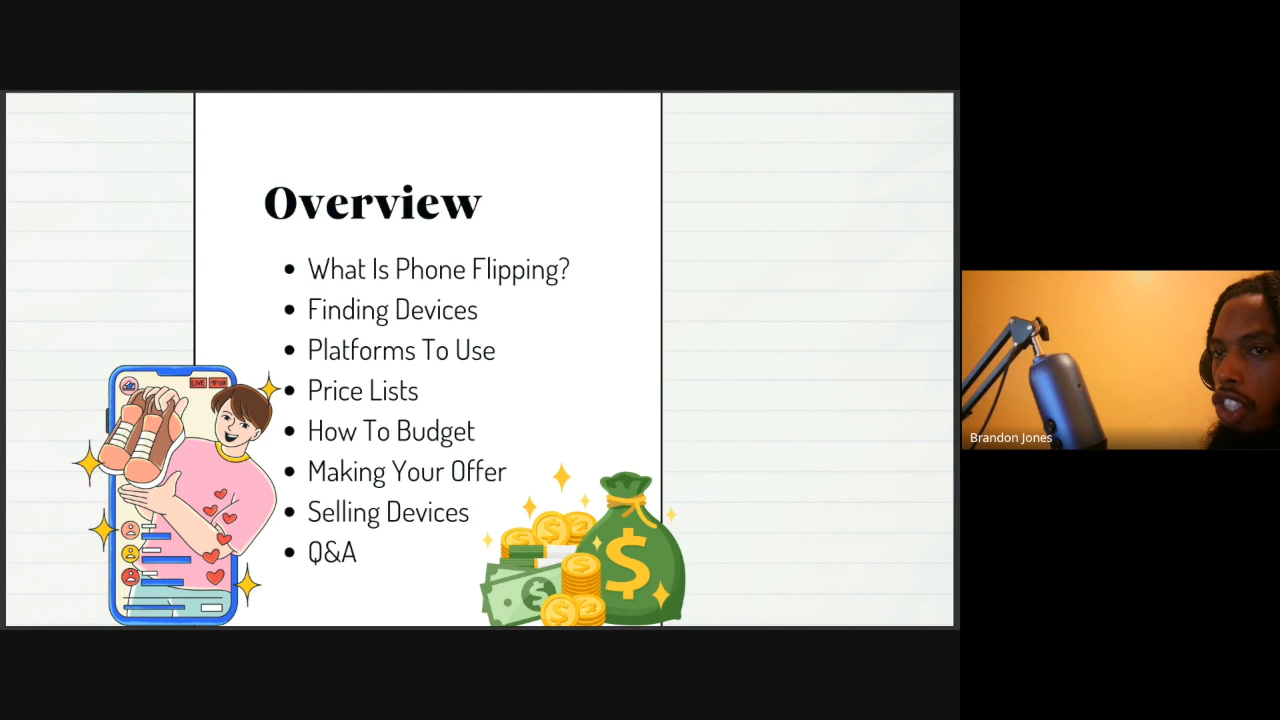 Overview
What Is Phone Flipping?
Finding Devices
Platforms To Use
Price Lists
How To Budget
Making Your Offer
Selling Devices
Q&A
LIVE
Brandon Jones